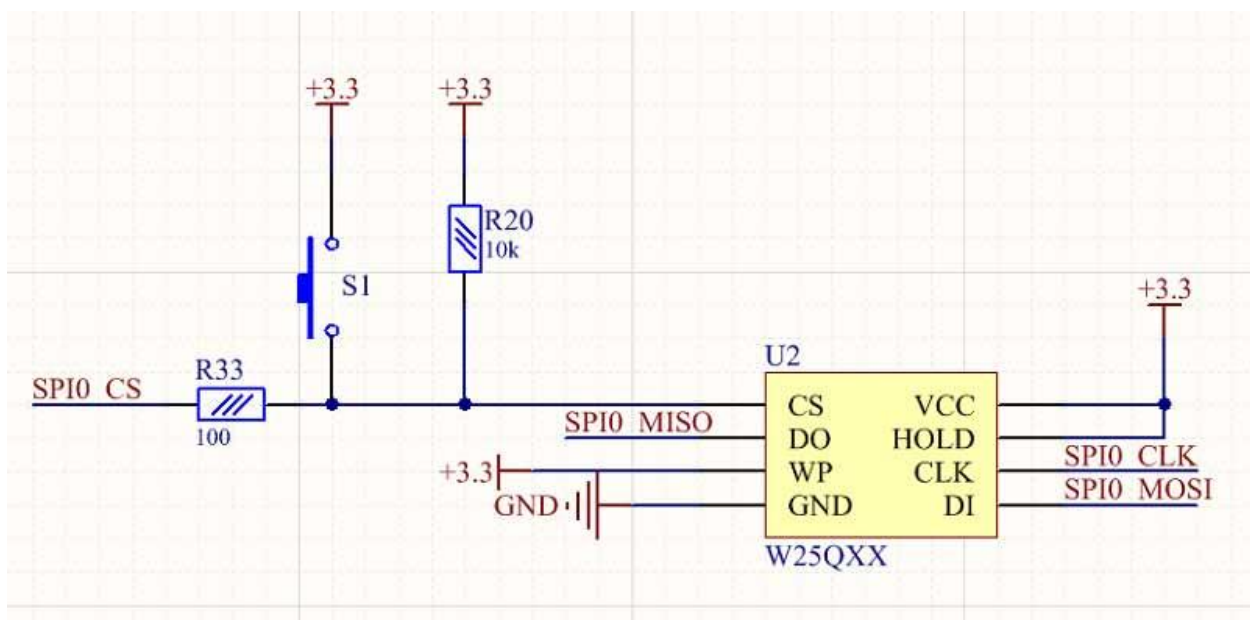 +3.3
+3.3
R20
10k
S1
+3.3
U2
R33
SPI0 CS
100
CS
VCC
SPI0 MISO
DO
HOLD
SPI0 CLK
+3.3
WP
CLK
SPI0 MOSI
GND
GND
DI
W25QXX